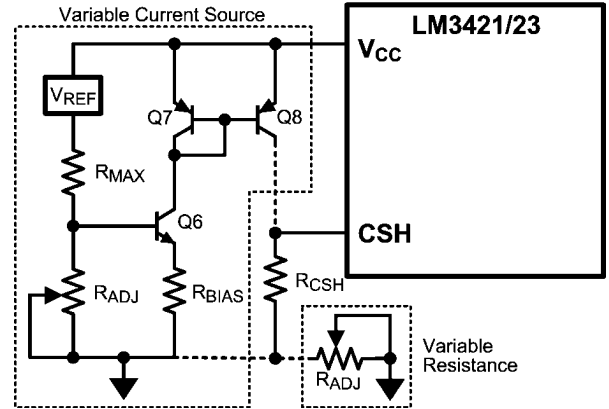 Variable Current Source
LM3421/23
VCC
VREF
Q7
Q8
RMAX
Q6
CSH
RADJ
RBIAS
RCSH
Variable
Resistance
RADJ